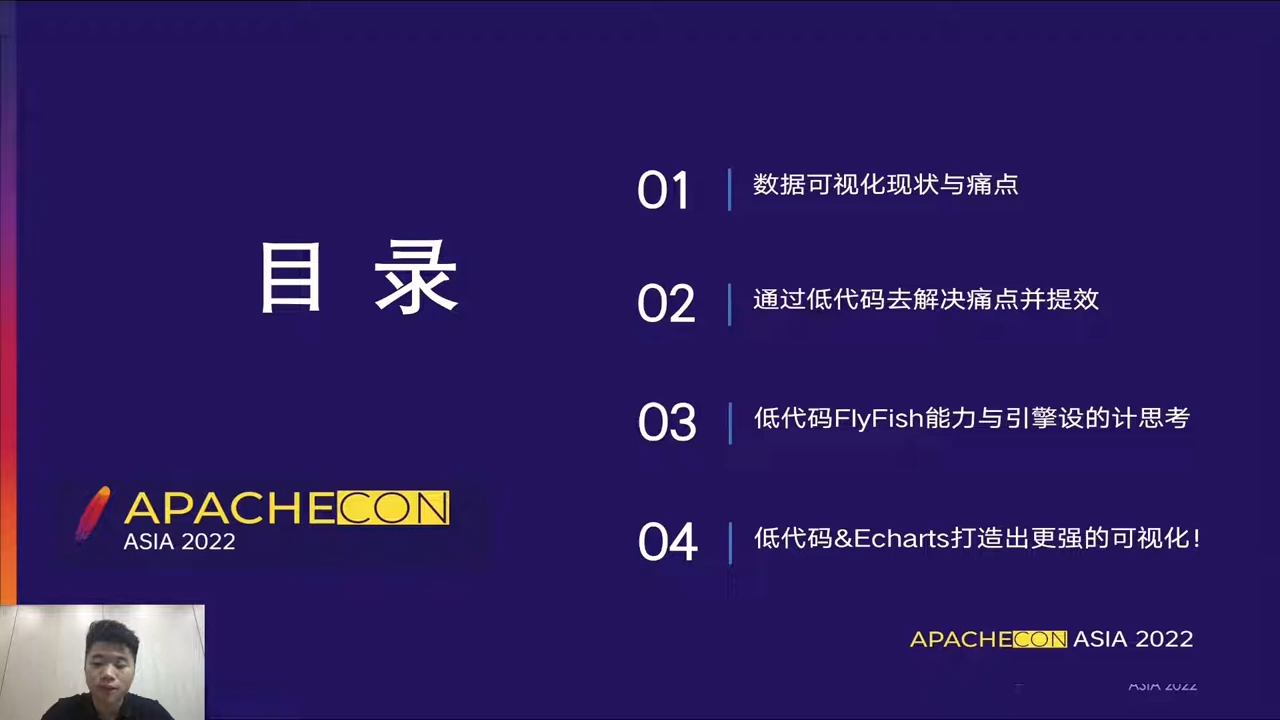 目 录
01
数据可视化现状与痛点
02
通过低代码去解决痛点并提效
03
低代码FlyFish能力与引擎设的计思考
04
低代码&Echarts打造出更强的可视化!
APACHECON
ASIA 2022
APACHECON ASIA 2022
ASIA 2022